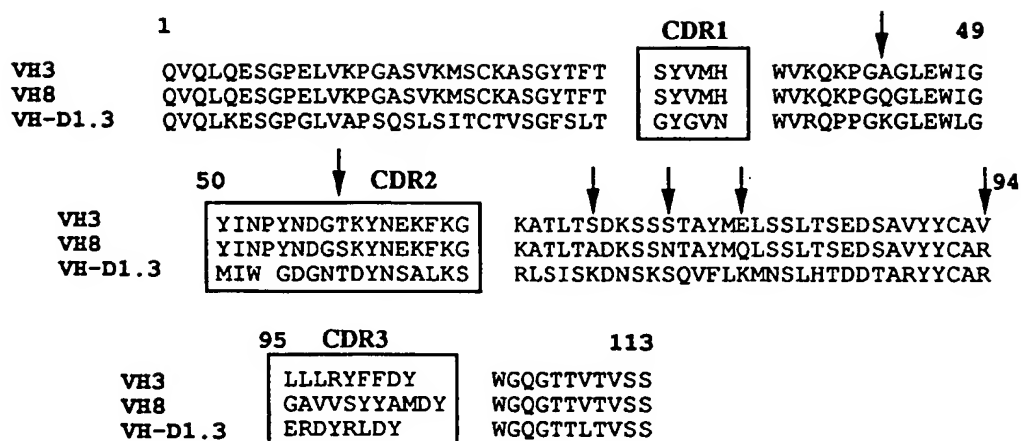 1 CDR1 49
VH3 QVQLQESGPELVKPGASVKMSCKASGYTFT SYVMH WVKQKPGAGLEWIG
VH8 QVQLQESGPELVKPGASVKMSCKASGYTFT SYVMH WVKQKPGQGLEWIG
VH-D1.3 QVQLKESGPGLVAPSQSLSITCTVSGFSLT GYGVN WVRQPPGKGLEWLG
50 CDR2 94
VH3 YINPYNDGTKYNEKFKG KATLTSDKSSSTAYMELSSLTSEDSAVYYCAV
VH8 YINPYNDGSKYNEKFKG KATLTADKSSNTAYMQLSSLTSEDSAVYYCAR
VH-D1.3 MIW GDGNTDYNSALKS RLSISKDNSKSQVFLKMNSLHTDDTARYYCAR
95 CDR3 113
VH3 LLLRYFFDY WGQGTTVTVSS
VH8 GAVVSYYAMDY WGQGTTVTVSS
VH-D1.3 ERDYRLDY WGQGTTLTVSS